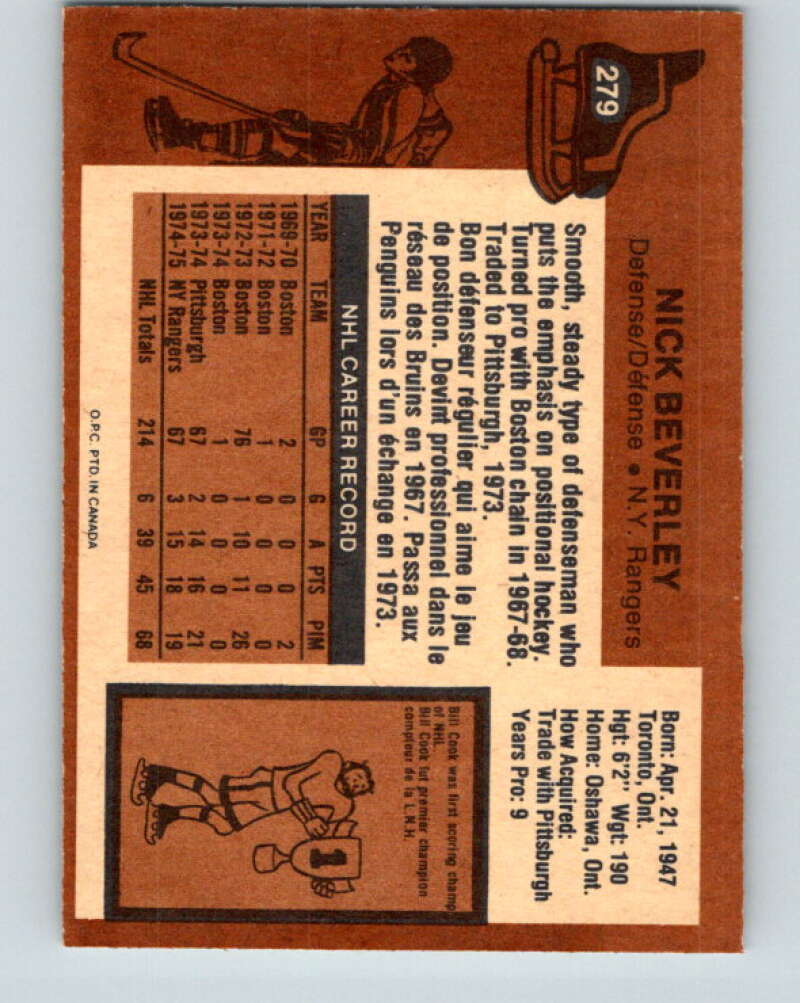 279
NICK BEVERLEY
Defense/Défense • N.Y. Rangers
Born: Apr. 21, 1947
Toronto, Ont.
Hgt: 6'2" Wgt: 190
Home: Oshawa, Ont.
How Acquired:
Trade with Pittsburgh
Years Pro: 9
Smooth, steady type of defenseman who
puts the emphasis on positional hockey.
Turned pro with Boston chain in 1967-68.
Traded to Pittsburgh, 1973.
Bon défenseur régulier qui aime le jeu
de position. Devint professionnel dans le
réseau des Bruins en 1967. Passa aux
Penguins lors d'un échange en 1973.
NHL CAREER RECORD
YEAR TEAM GP G A PTS PIM
1969-70 Boston 2 0 0 0 2
1971-72 Boston 1 0 0 0 0
1972-73 Boston 76 1 10 11 26
1973-74 Boston 1 0 0 0 0
1973-74 Pittsburgh 67 2 14 16 21
1974-75 NY Rangers 67 3 15 18 19
NHL Totals 214 6 39 45 68
Bill Cook was first scoring champ
of NHL.
Bill Cook fut premier champion
compteur de la L.N.H.
1
O.P.C. PTD. IN CANADA